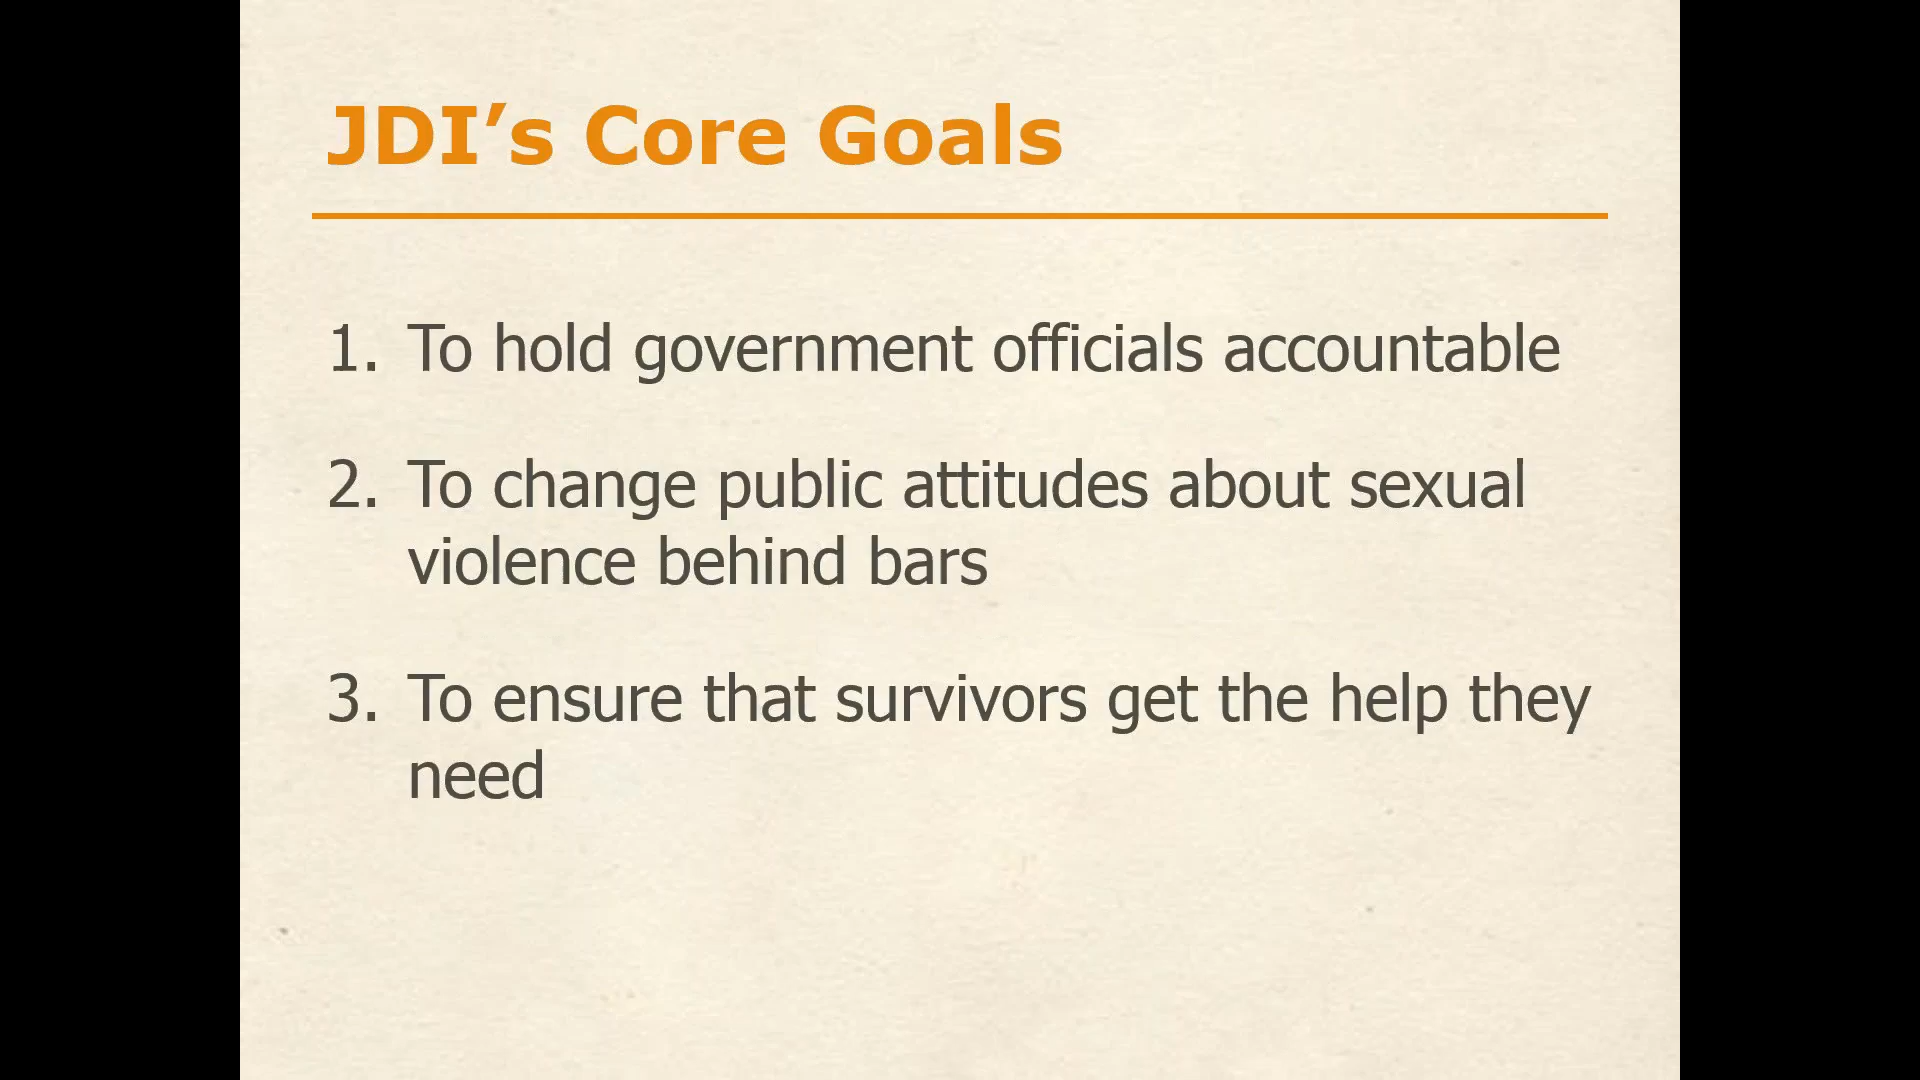 JDI’s Core Goals
1. To hold government officials accountable
2. To change public attitudes about sexual
violence behind bars
3. To ensure that survivors get the help they
need